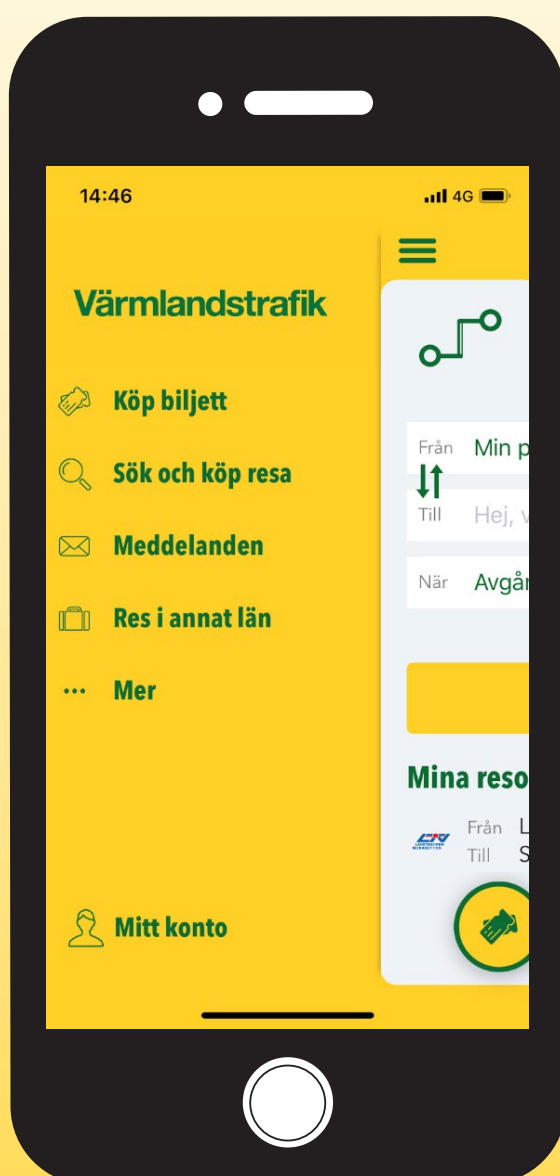 14:46
4G
Värmlandstrafik
Köp biljett
Sök och köp resa
Meddelanden
Res i annat län
Mer
Mitt konto
Från Min p
Till Hej, v
När Avgår
Mina reso
Från L
Till S